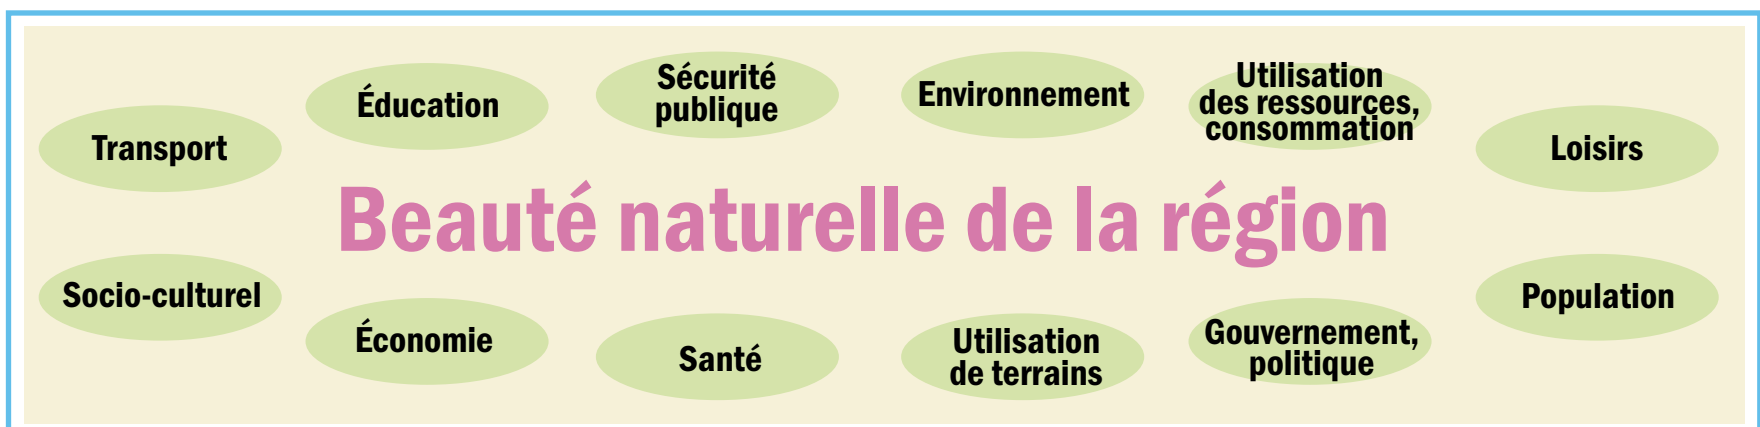 Transport
Éducation
Sécurité
publique
Environnement
Utilisation
des ressources,
consommation
Loisirs
Beauté naturelle de la région
Socio-culturel
Économie
Santé
Utilisation
de terrains
Gouvernement,
politique
Population